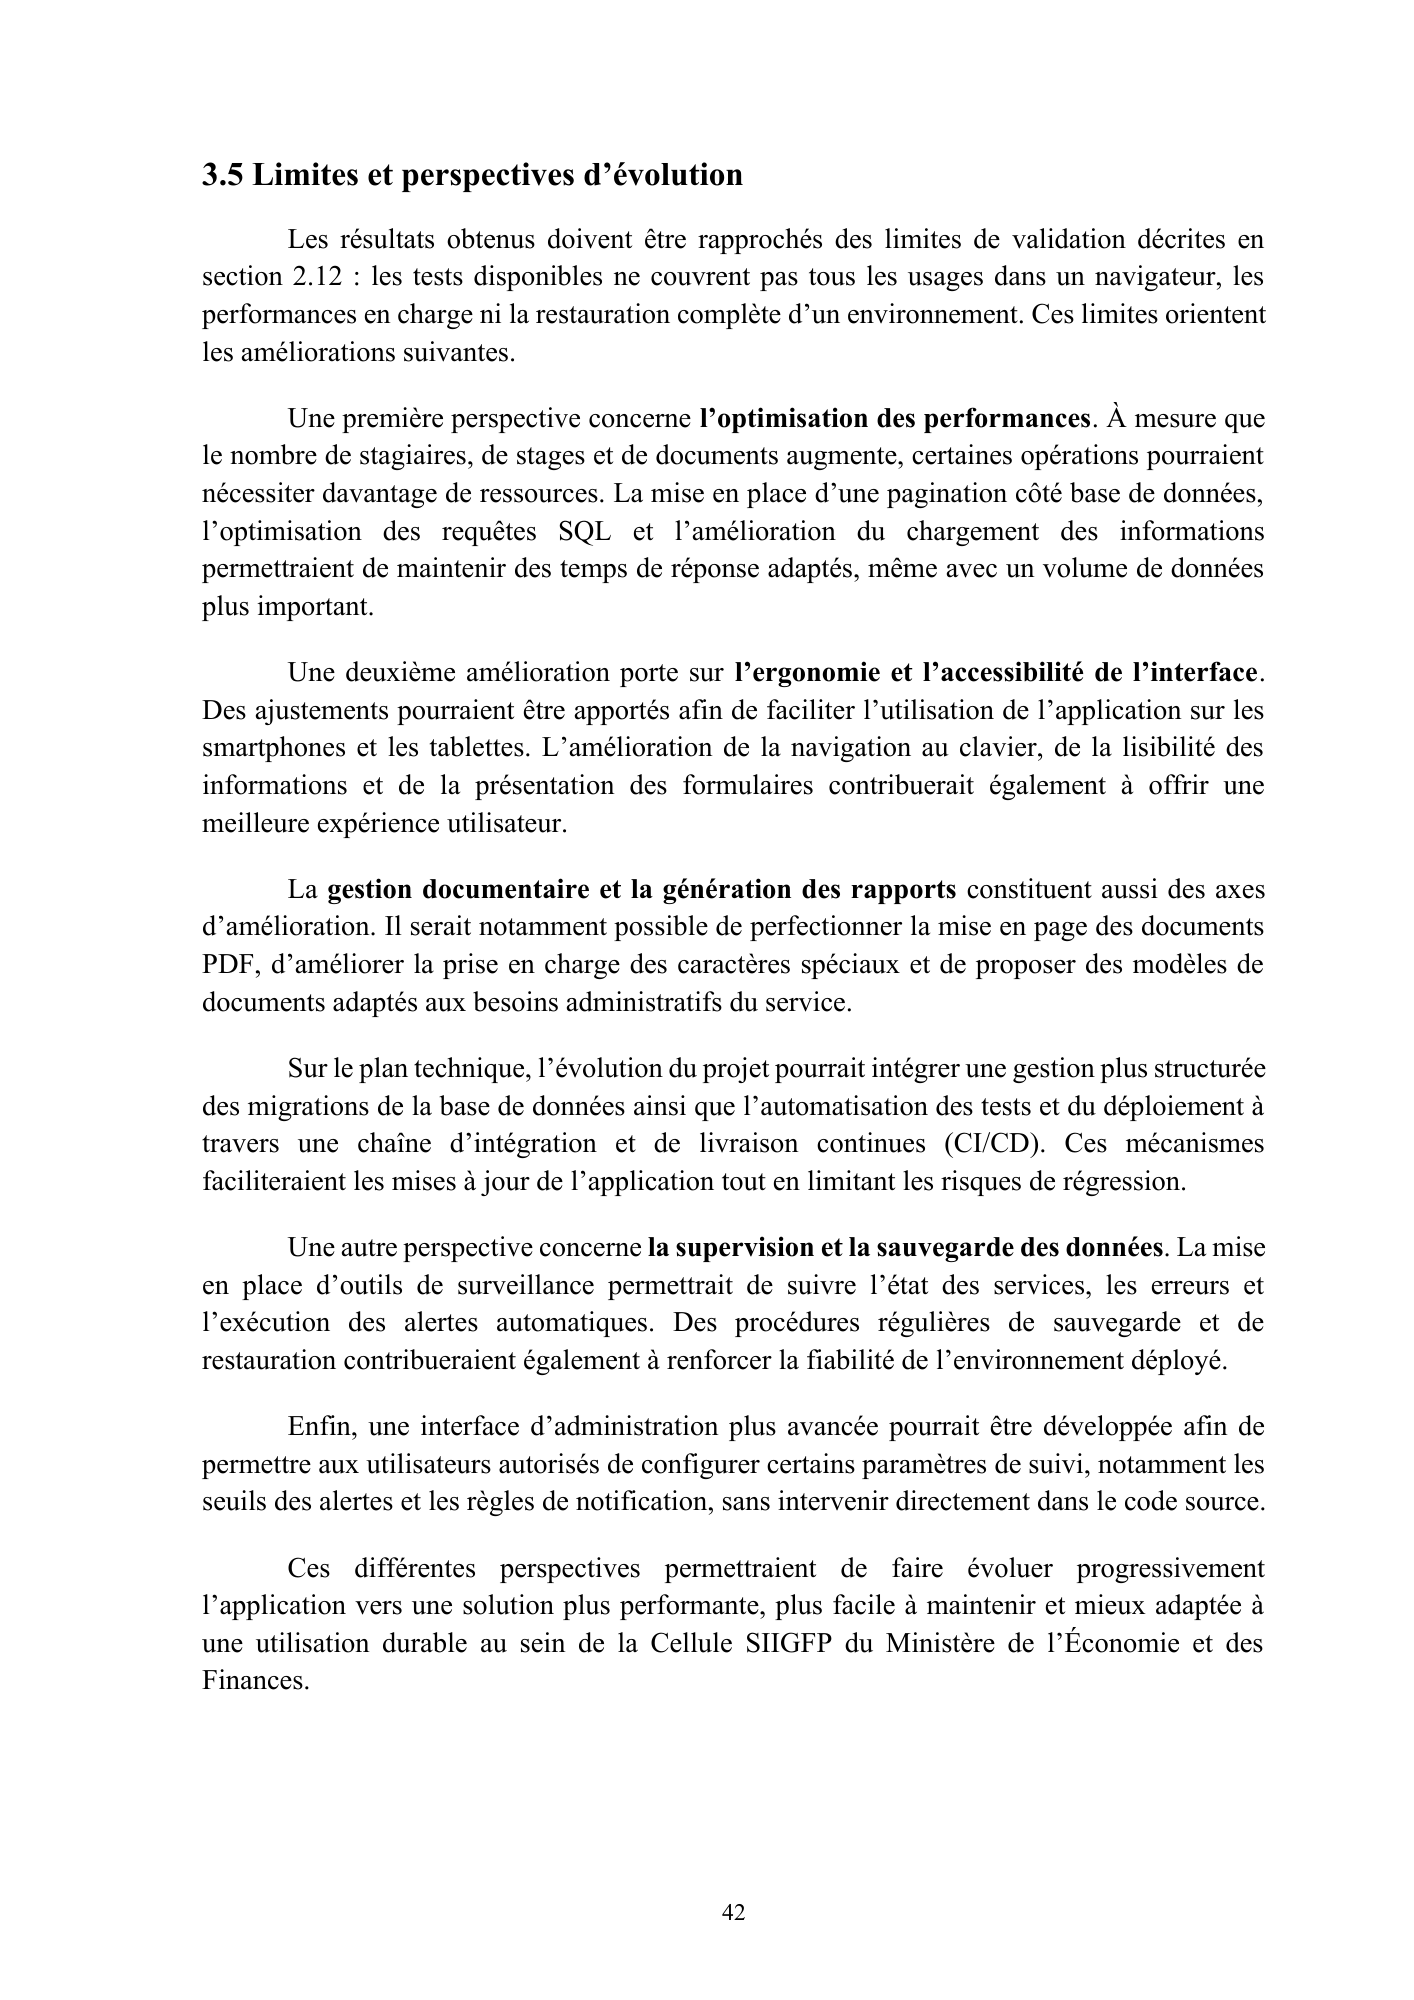 3.5 Limites et perspectives d’évolution
Les résultats obtenus doivent être rapprochés des limites de validation décrites en
section 2.12 : les tests disponibles ne couvrent pas tous les usages dans un navigateur, les
performances en charge ni la restauration complète d’un environnement. Ces limites orientent
les améliorations suivantes.
Une première perspective concerne l’optimisation des performances. À mesure que
le nombre de stagiaires, de stages et de documents augmente, certaines opérations pourraient
nécessiter davantage de ressources. La mise en place d’une pagination côté base de données,
l’optimisation des requêtes SQL et l’amélioration du chargement des informations
permettraient de maintenir des temps de réponse adaptés, même avec un volume de données
plus important.
Une deuxième amélioration porte sur l’ergonomie et l’accessibilité de l’interface.
Des ajustements pourraient être apportés afin de faciliter l’utilisation de l’application sur les
smartphones et les tablettes. L’amélioration de la navigation au clavier, de la lisibilité des
informations et de la présentation des formulaires contribuerait également à offrir une
meilleure expérience utilisateur.
La gestion documentaire et la génération des rapports constituent aussi des axes
d’amélioration. Il serait notamment possible de perfectionner la mise en page des documents
PDF, d’améliorer la prise en charge des caractères spéciaux et de proposer des modèles de
documents adaptés aux besoins administratifs du service.
Sur le plan technique, l’évolution du projet pourrait intégrer une gestion plus structurée
des migrations de la base de données ainsi que l’automatisation des tests et du déploiement à
travers une chaîne d’intégration et de livraison continues (CI/CD). Ces mécanismes
faciliteraient les mises à jour de l’application tout en limitant les risques de régression.
Une autre perspective concerne la supervision et la sauvegarde des données. La mise
en place d’outils de surveillance permettrait de suivre l’état des services, les erreurs et
l’exécution des alertes automatiques. Des procédures régulières de sauvegarde et de
restauration contribueraient également à renforcer la fiabilité de l’environnement déployé.
Enfin, une interface d’administration plus avancée pourrait être développée afin de
permettre aux utilisateurs autorisés de configurer certains paramètres de suivi, notamment les
seuils des alertes et les règles de notification, sans intervenir directement dans le code source.
Ces différentes perspectives permettraient de faire évoluer progressivement
l’application vers une solution plus performante, plus facile à maintenir et mieux adaptée à
une utilisation durable au sein de la Cellule SIIGFP du Ministère de l’Économie et des
Finances.
42